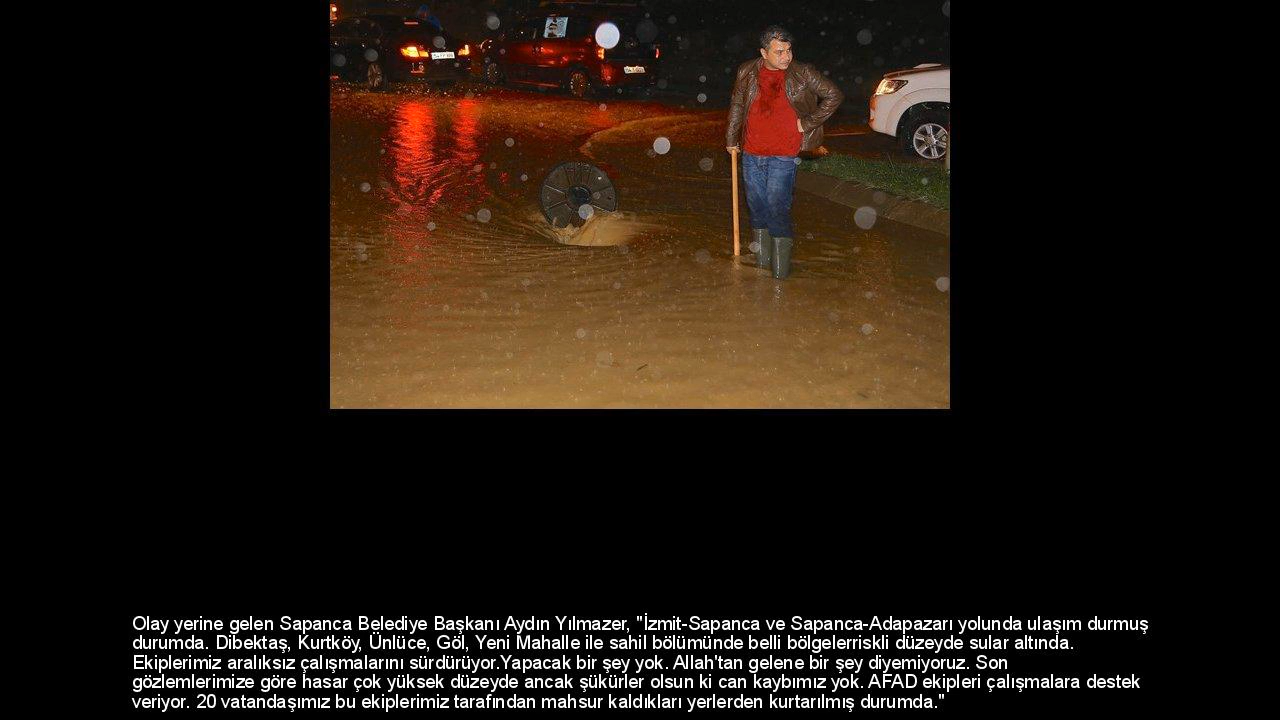 Olay yerine gelen Sapanca Belediye Başkanı Aydın Yılmazer, "İzmit-Sapanca ve Sapanca-Adapazarı yolunda ulaşım durmuş
durumda. Dibektaş, Kurtköy, Ünlüce, Göl, Yeni Mahalle ile sahil bölümünde belli bölgelerriskli düzeyde sular altında.
Ekiplerimiz aralıksız çalışmalarını sürdürüyor.Yapacak bir şey yok. Allah'tan gelene bir şey diyemiyoruz. Son
gözlemlerimize göre hasar çok yüksek düzeyde ancak şükürler olsun ki can kaybımız yok. AFAD ekipleri çalışmalara destek
veriyor. 20 vatandaşımız bu ekiplerimiz tarafından mahsur kaldıkları yerlerden kurtarılmış durumda."